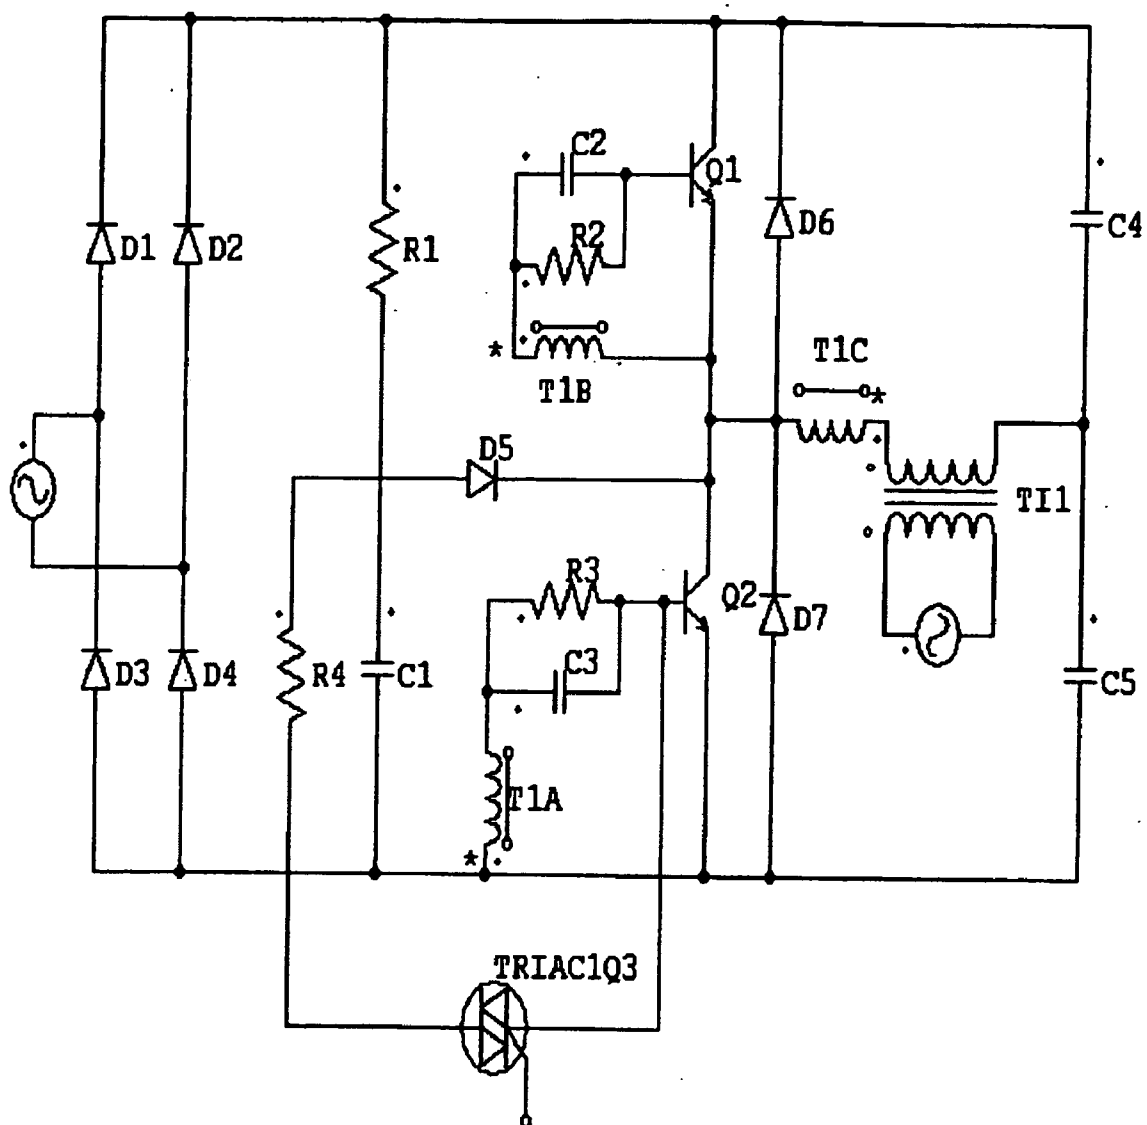 C2
Q1
D1
D2
R1
R2
D6
C4
*
T1B
T1C
*
D5
TI1
R3
Q2
D7
D3
D4
R4
C1
C3
C5
T1A
*
TRIAC1Q3